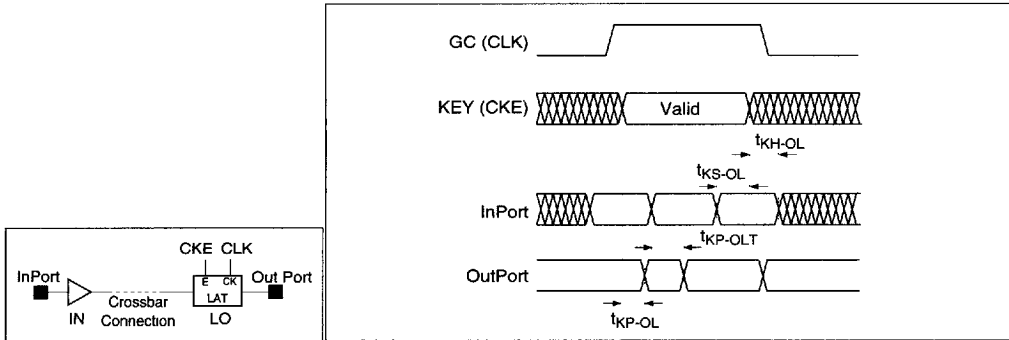 GC (CLK)
KEY (CKE)
Valid
tKH-OL
tKS-OL
InPort
tKP-OLT
OutPort
tKP-OL
CKE CLK
InPort
E CK
Out Port
LAT
Crossbar
Connection
IN
LO